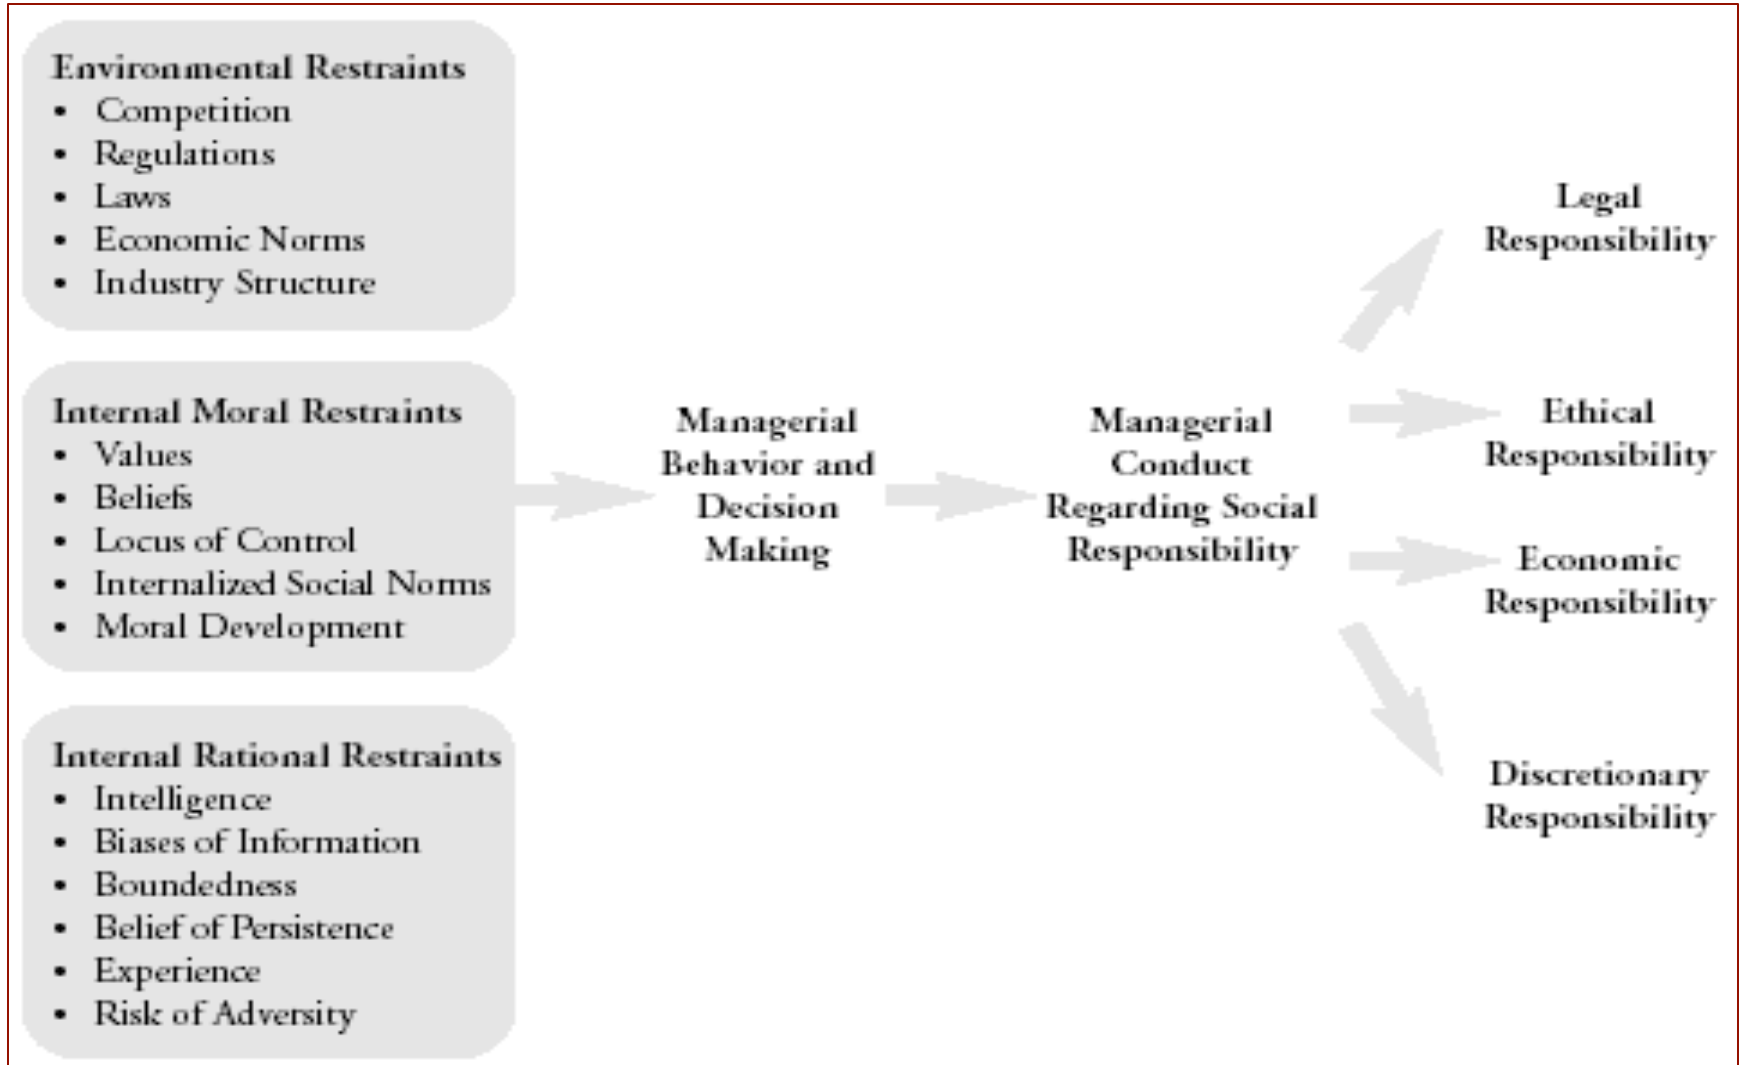 Environmental Restraints
• Competition
• Regulations
• Laws
• Economic Norms
• Industry Structure
Internal Moral Restraints
• Values
• Beliefs
• Locus of Control
• Internalized Social Norms
• Moral Development
Internal Rational Restraints
• Intelligence
• Biases of Information
• Boundedness
• Belief of Persistence
• Experience
• Risk of Adversity
Managerial
Behavior and
Decision
Making
Managerial
Conduct
Regarding Social
Responsibility
Legal
Responsibility
Ethical
Responsibility
Economic
Responsibility
Discretionary
Responsibility